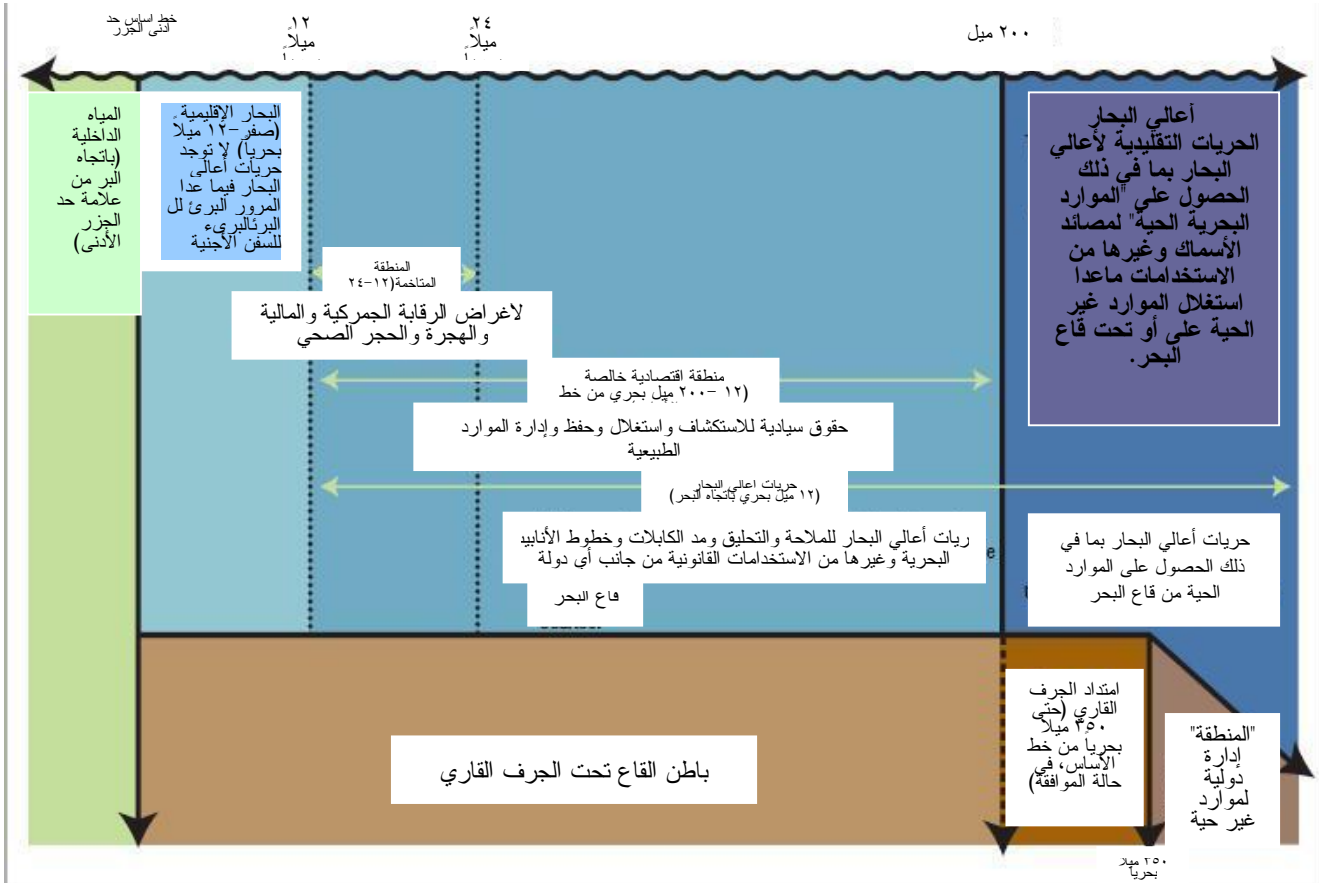 خط اساس حد
أدنى الجزر
١٢
ميلاً
٢٤
ميلاً
٢٠٠ ميل
المياه
الداخلية
(باتجاه
البر من
علامة حد
الجزر
الأدنى)
البحار الإقليمية
(صفر-١٢ ميلاً
بحرياً) لا توجد
حريات أعالي
البحار فيما عدا
المرور البرئ لل
البرئالبريء
للسفن الأجنية
أعالي البحار
الحريات التقليدية لأعالي
البحار بما في ذلك
الحصول على "الموارد
البحرية الحية" لمصائد
الأسماك وغيرها من
الاستخدامات ماعدا
استغلال الموارد غير
الحية على أو تحت قاع
البحر.
المنطقة
المتاخمة(١٢-٢٤
لاغراض الرقابة الجمركية والمالية
والهجرة والحجر الصحي
منطقة اقتصادية خالصة
(١٢ -٢٠٠ ميل بحري من خط
حقوق سيادية للاستكشاف واستغلال وحفظ وإدارة الموارد
الطبيعية
حريات اعالي البحار
(١٢ ميل بحري باتجاه البحر)
ريات أعالي البحار للملاحة والتحليق ومد الكابلات وخطوط الأنابيب
البحرية وغيرها من الاستخدامات القانونية من جانب أي دولة
قاع البحر
حريات أعالي البحار بما في
ذلك الحصول على الموارد
الحية من قاع البحر
باطن القاع تحت الجرف القاري
امتداد الجرف
القاري (حتى
٣٥٠ ميلاً
بحرياً من خط
الأساس، في
حالة الموافقة)
"المنطقة"
إدارة
دولية
لموارد
غير حية
٣٥٠ ميلا
بحرياً